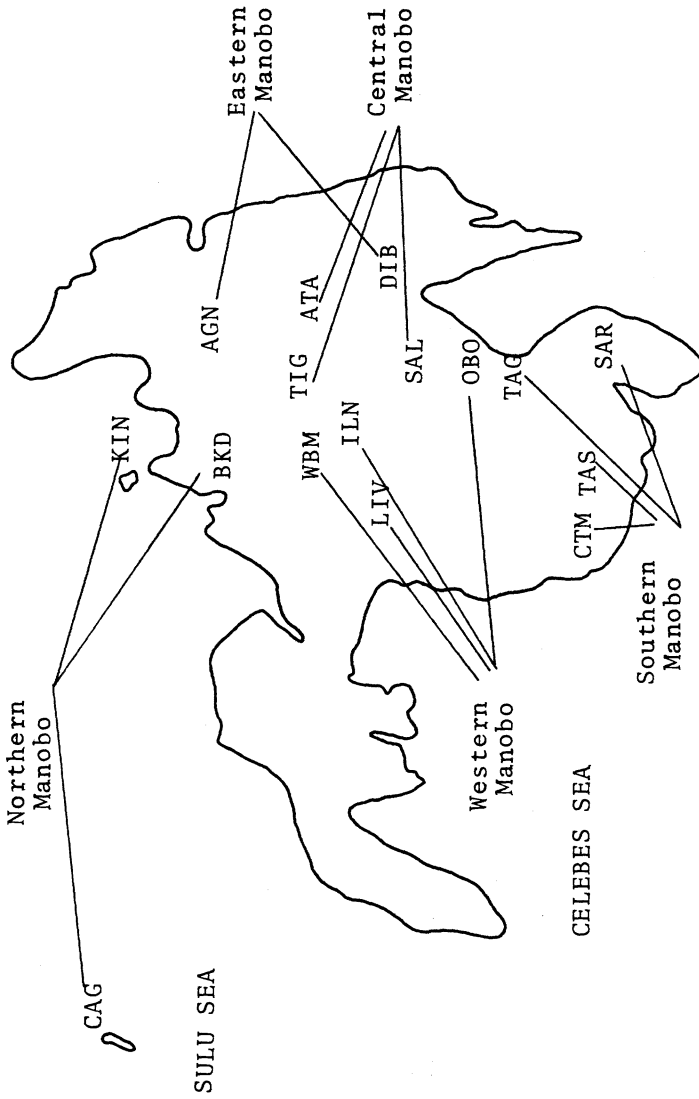 Northern
Manobo
CAG
KIN
BKD
SULU SEA
AGN
Eastern
Manobo
TIG
ATA
DIB
Central
Manobo
WBM
ILN
LIV
SAL
OBO
Western
Manobo
TAG
CTM TAS
SAR
Southern
Manobo
CELEBES SEA